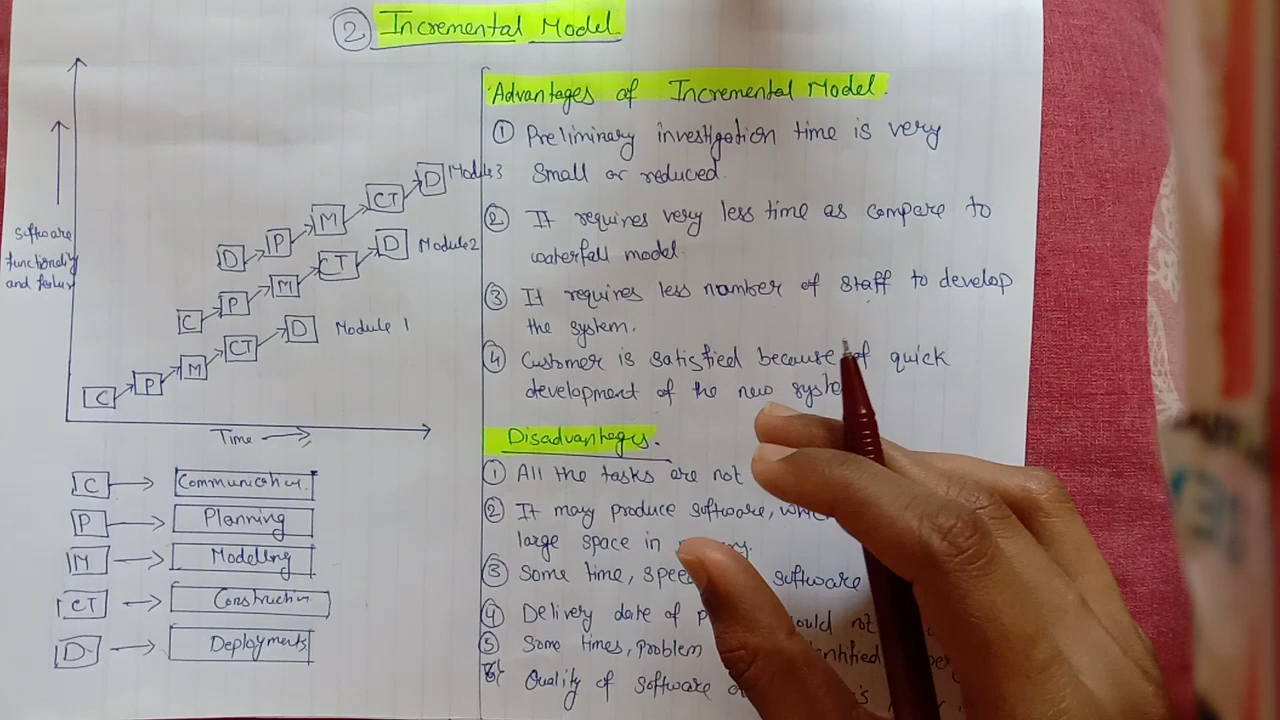 ② Incremental Model
Software
functionality
and featur
D P M CT D Module 3
C P M CT D Module 2
C P M CT D Module 1
Time
C Communication.
P Planning
M Modelling
CT Construction
D Deployments
Advantages of Incremental Model.
① Preliminary investigation time is very
Small or reduced.
② It requires very less time as compare to
waterfall model.
③ It requires less number of staff to develop
the system.
④ Customer is satisfied because of quick
development of the new syste
Disadvantages.
① All the tasks are not
② It may produce software,
large space in
③ Some time, software
④ Delivery date of ould not
⑤ Some times, problem
6 Quality of software